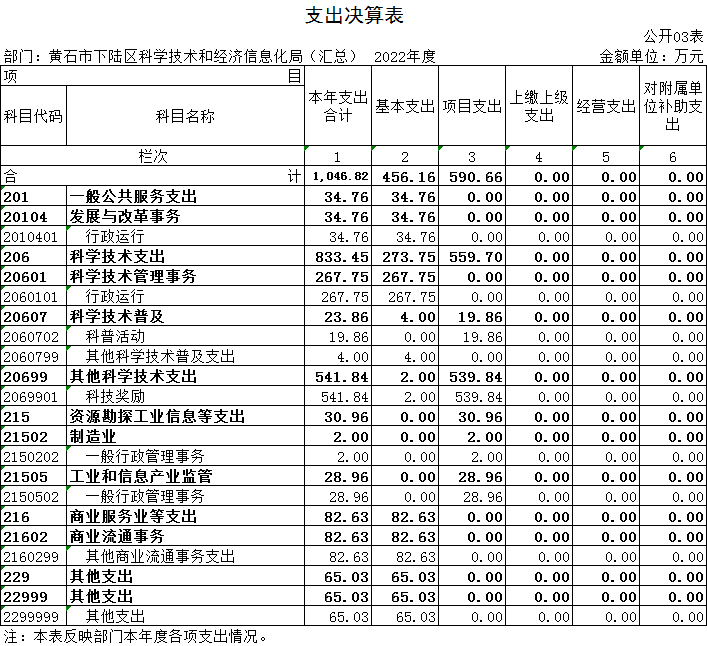 支出决算表
公开03表
部门：黄石市下陆区科学技术和经济信息化局（汇总） 2022年度 金额单位：万元
项 目 本年支出合计 基本支出 项目支出 上缴上级支出 经营支出 对附属单位补助支出
科目代码 科目名称
栏次 1 2 3 4 5 6
合 计 1,046.82 456.16 590.66 0.00 0.00 0.00
201 一般公共服务支出 34.76 34.76 0.00 0.00 0.00 0.00
20104 发展与改革事务 34.76 34.76 0.00 0.00 0.00 0.00
2010401 行政运行 34.76 34.76 0.00 0.00 0.00 0.00
206 科学技术支出 833.45 273.75 559.70 0.00 0.00 0.00
20601 科学技术管理事务 267.75 267.75 0.00 0.00 0.00 0.00
2060101 行政运行 267.75 267.75 0.00 0.00 0.00 0.00
20607 科学技术普及 23.86 4.00 19.86 0.00 0.00 0.00
2060702 科普活动 19.86 0.00 19.86 0.00 0.00 0.00
2060799 其他科学技术普及支出 4.00 4.00 0.00 0.00 0.00 0.00
20699 其他科学技术支出 541.84 2.00 539.84 0.00 0.00 0.00
2069901 科技奖励 541.84 2.00 539.84 0.00 0.00 0.00
215 资源勘探工业信息等支出 30.96 0.00 30.96 0.00 0.00 0.00
21502 制造业 2.00 0.00 2.00 0.00 0.00 0.00
2150202 一般行政管理事务 2.00 0.00 2.00 0.00 0.00 0.00
21505 工业和信息产业监管 28.96 0.00 28.96 0.00 0.00 0.00
2150502 一般行政管理事务 28.96 0.00 28.96 0.00 0.00 0.00
216 商业服务业等支出 82.63 82.63 0.00 0.00 0.00 0.00
21602 商业流通事务 82.63 82.63 0.00 0.00 0.00 0.00
2160299 其他商业流通事务支出 82.63 82.63 0.00 0.00 0.00 0.00
229 其他支出 65.03 65.03 0.00 0.00 0.00 0.00
22999 其他支出 65.03 65.03 0.00 0.00 0.00 0.00
2299999 其他支出 65.03 65.03 0.00 0.00 0.00 0.00
注：本表反映部门本年度各项支出情况。